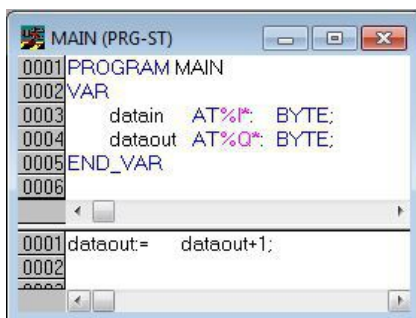 MAIN (PRG-ST)
0001 PROGRAM MAIN
0002 VAR
0003 datain AT%I*: BYTE;
0004 dataout AT%Q*: BYTE;
0005 END_VAR
0006
0001 dataout:= dataout+1;
0002
0003